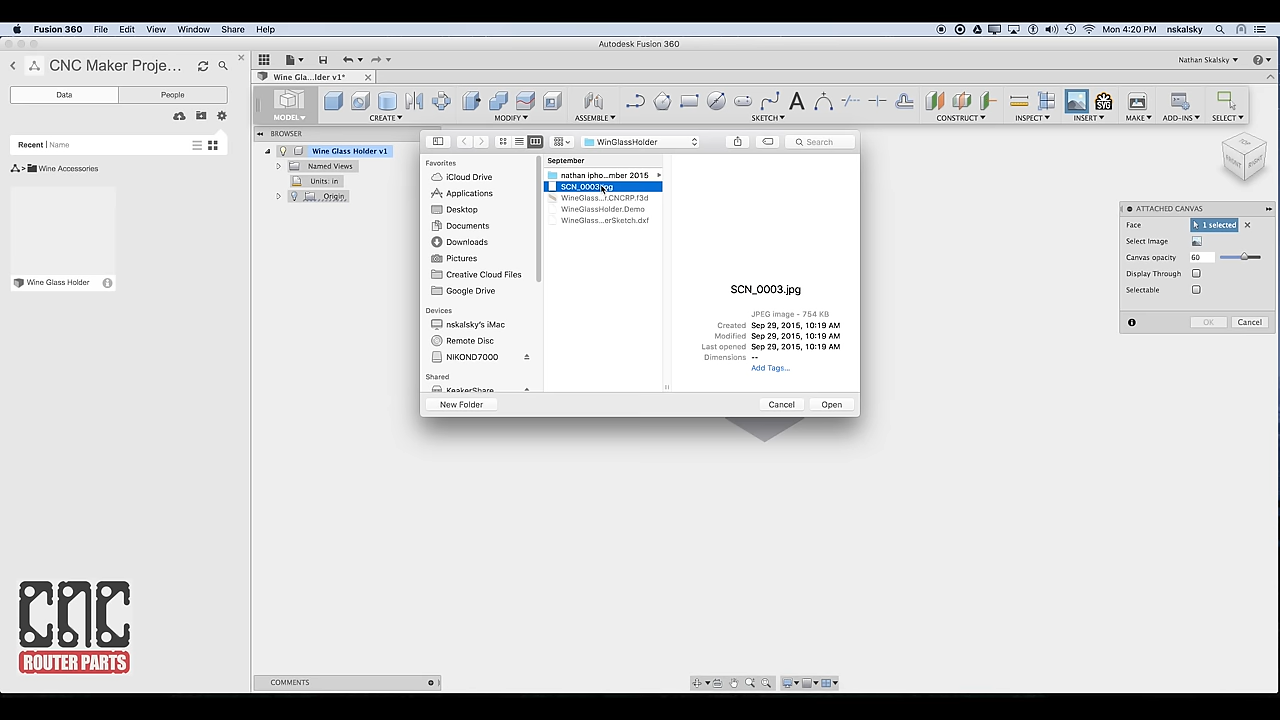 Fusion 360 File Edit View Window Share Help Mon 4:20 PM nskalsky
Autodesk Fusion 360
CNC Maker Proje...
Nathan Skalsky
Wine Gla...lder v1*
Data People
MODEL CREATE MODIFY ASSEMBLE SKETCH CONSTRUCT INSPECT INSERT MAKE ADD-INS SELECT
SVG
TOP
FRONT RIGHT
Recent Name
Wine Accessories
Wine Glass Holder
BROWSER
Wine Glass Holder v1
Named Views
Units: in
Origin
WinGlassHolder
Search
Favorites
iCloud Drive
Applications
Desktop
Documents
Downloads
Pictures
Creative Cloud Files
Google Drive
Devices
nskalsky's iMac
Remote Disc
NIKOND7000
Shared
KeakerShare
September
nathan ipho...mber 2015
SCN_0003.jpg
WineGlass...r.CNCRP.f3d
WineGlassHolder.Demo
WineGlass...erSketch.dxf
SCN_0003.jpg
JPEG image - 754 KB
Created Sep 29, 2015, 10:19 AM
Modified Sep 29, 2015, 10:19 AM
Last opened Sep 29, 2015, 10:19 AM
Dimensions --
Add Tags...
New Folder Cancel Open
ATTACHED CANVAS
Face 1 selected
Select Image
Canvas opacity 60
Display Through
Selectable
OK Cancel
CNC
ROUTER PARTS
COMMENTS